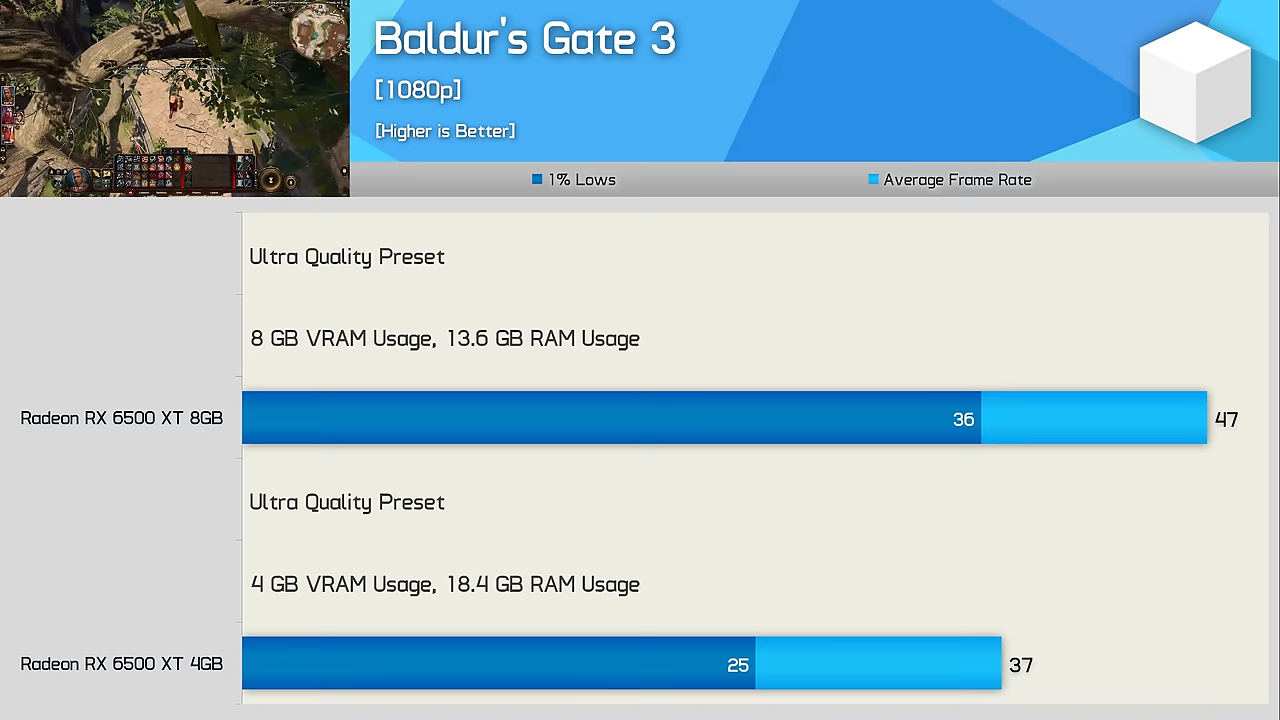 Baldur's Gate 3
[1080p]
[Higher is Better]
1% Lows
Average Frame Rate
Ultra Quality Preset
8 GB VRAM Usage, 13.6 GB RAM Usage
Radeon RX 6500 XT 8GB
36
47
Ultra Quality Preset
4 GB VRAM Usage, 18.4 GB RAM Usage
Radeon RX 6500 XT 4GB
25
37